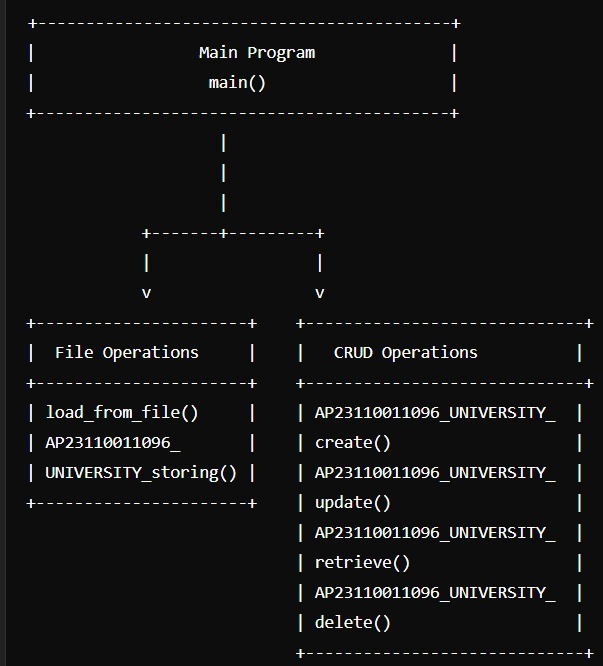 +-------------------------------------------+
|                 Main Program              |
|                  main()                   |
+-------------------------------------------+
                    |
                    |
                    |
            +-------+---------+
            |                 |
            v                 v
+----------------------+    +-----------------------------+
|  File Operations     |    |   CRUD Operations          |
+----------------------+    +-----------------------------+
| load_from_file()     |    | AP23110011096_UNIVERSITY_  |
| AP23110011096_       |    | create()                   |
| UNIVERSITY_storing() |    | AP23110011096_UNIVERSITY_  |
+----------------------+    | update()                   |
                            | AP23110011096_UNIVERSITY_  |
                            | retrieve()                 |
                            | AP23110011096_UNIVERSITY_  |
                            | delete()                   |
                            +-----------------------------+